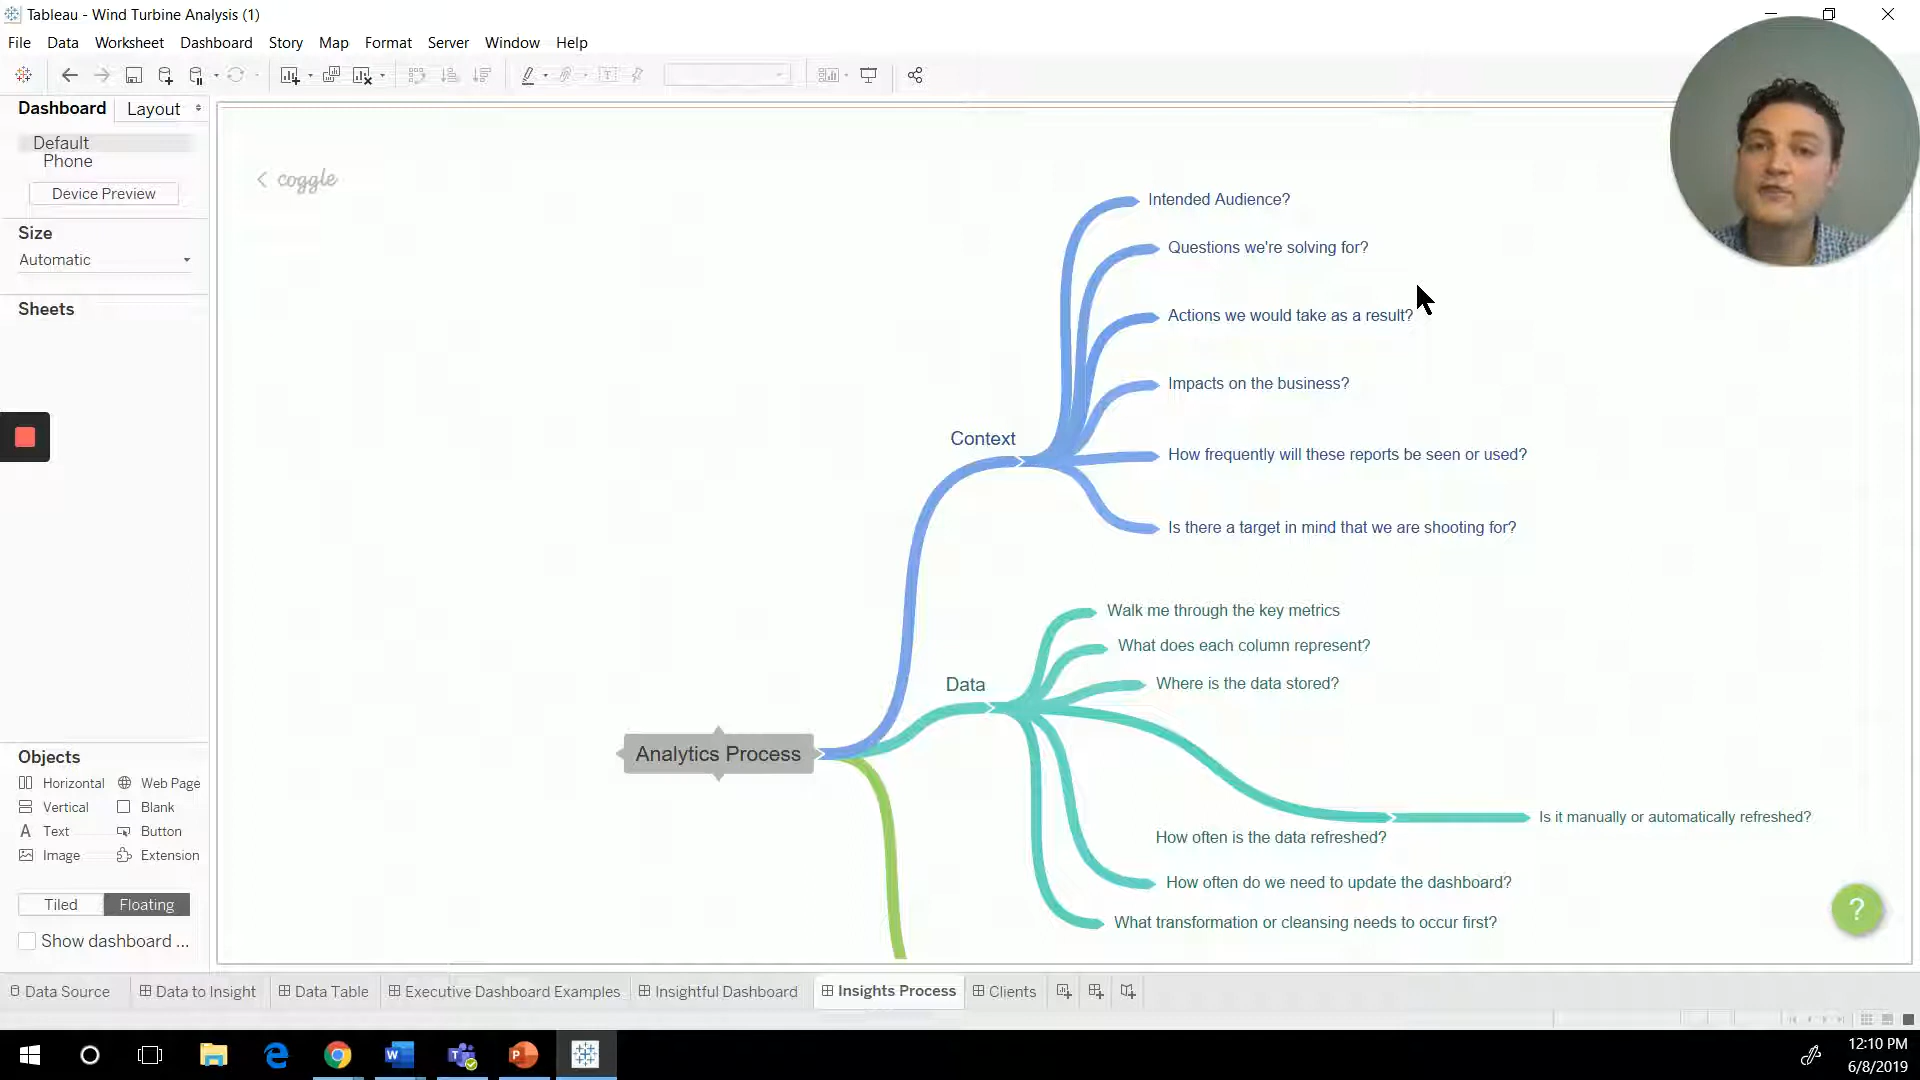 Tableau - Wind Turbine Analysis (1)
File Data Worksheet Dashboard Story Map Format Server Window Help
Dashboard Layout
Default
Phone
Device Preview
Size
Automatic
Sheets
coggle
Intended Audience?
Questions we're solving for?
Actions we would take as a result?
Impacts on the business?
Context
How frequently will these reports be seen or used?
Is there a target in mind that we are shooting for?
Walk me through the key metrics
What does each column represent?
Data
Where is the data stored?
Analytics Process
Is it manually or automatically refreshed?
How often is the data refreshed?
How often do we need to update the dashboard?
What transformation or cleansing needs to occur first?
Objects
Horizontal Web Page
Vertical Blank
A Text Button
Image Extension
Tiled Floating
Show dashboard ...
?
Data Source Data to Insight Data Table Executive Dashboard Examples Insightful Dashboard Insights Process Clients
12:10 PM
6/8/2019